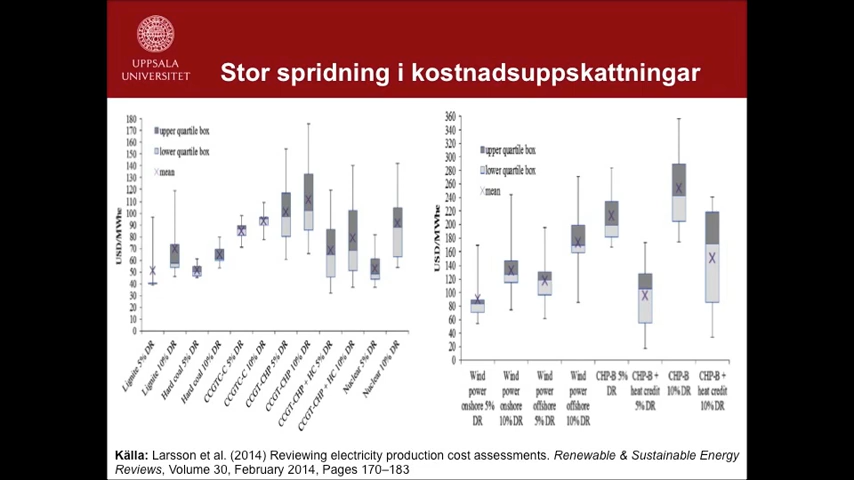 UPPSALA
UNIVERSITET
Stor spridning i kostnadsuppskattningar
USD/MWhe
180
170
160
150
140
130
120
110
100
90
80
70
60
50
40
30
20
10
0
upper quartile box
lower quartile box
mean
Lignite 5% DR
Lignite 10% DR
Hard coal 5% DR
Hard coal 10% DR
CCGTC-C 5% DR
CCGTC-C 10% DR
CCGT-CHP 5% DR
CCGT-CHP 10% DR
CCGT-CHP + HC 5% DR
CCGT-CHP + HC 10% DR
Nuclear 5% DR
Nuclear 10% DR
USD/MWhe
360
340
320
300
280
260
240
220
200
180
160
140
120
100
80
60
40
20
0
upper quartile box
lower quartile box
mean
Wind
power
onshore 5%
DR
Wind
power
onshore
10% DR
Wind
power
offshore
5% DR
Wind
power
offshore
10% DR
CHP-B 5%
DR
CHP-B +
heat credit
5% DR
CHP-B
10% DR
CHP-B +
heat credit
10% DR
Källa: Larsson et al. (2014) Reviewing electricity production cost assessments. Renewable & Sustainable Energy
Reviews, Volume 30, February 2014, Pages 170–183